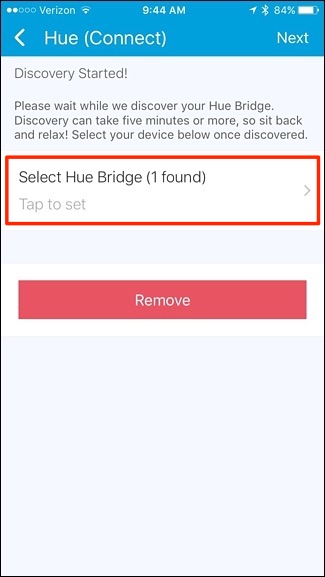 Verizon 9:44 AM 84%
Hue (Connect) Next
Discovery Started!
Please wait while we discover your Hue Bridge.
Discovery can take five minutes or more, so sit back
and relax! Select your device below once discovered.
Select Hue Bridge (1 found)
Tap to set
Remove